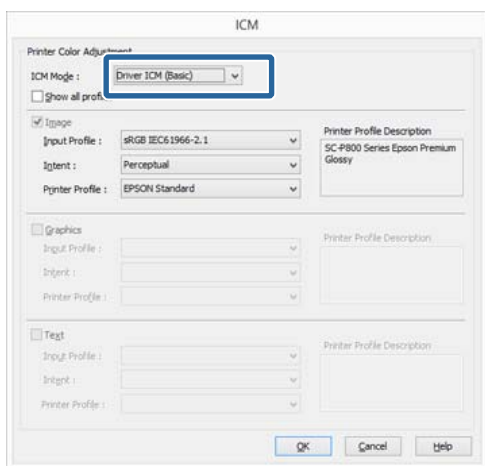 ICM
Printer Color Adjustment
ICM Mode :
Driver ICM (Basic)
Show all
Image
Input Profile :
sRGB IEC61966-2.1
Intent :
Perceptual
Printer Profile :
EPSON Standard
Printer Profile Description
SC-P800 Series Epson Premium
Glossy
Graphics
Input Profile :
Intent :
Printer Profile :
Printer Profile Description
Text
Input Profile :
Intent :
Printer Profile :
Printer Profile Description
OK
Cancel
Help